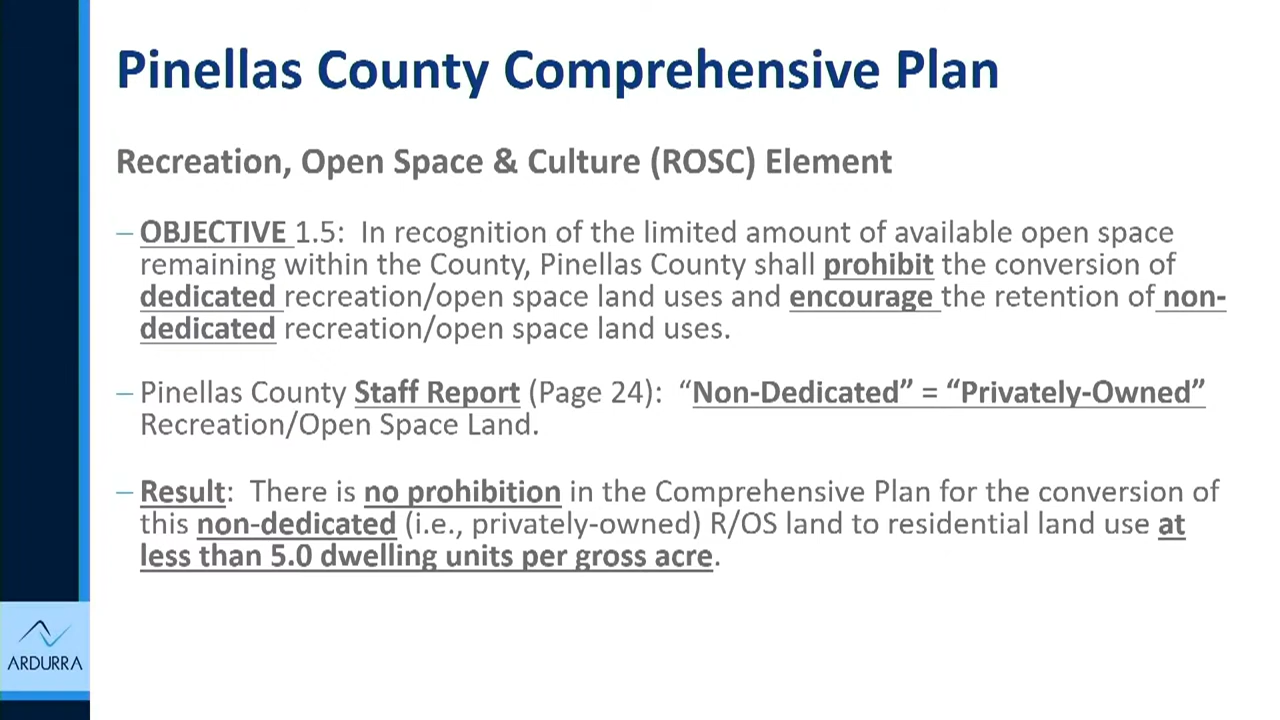 Pinellas County Comprehensive Plan
Recreation, Open Space & Culture (ROSC) Element
– OBJECTIVE 1.5: In recognition of the limited amount of available open space
remaining within the County, Pinellas County shall prohibit the conversion of
dedicated recreation/open space land uses and encourage the retention of non-
dedicated recreation/open space land uses.
– Pinellas County Staff Report (Page 24): “Non-Dedicated” = “Privately-Owned”
Recreation/Open Space Land.
– Result: There is no prohibition in the Comprehensive Plan for the conversion of
this non-dedicated (i.e., privately-owned) R/OS land to residential land use at
less than 5.0 dwelling units per gross acre.
ARDURRA